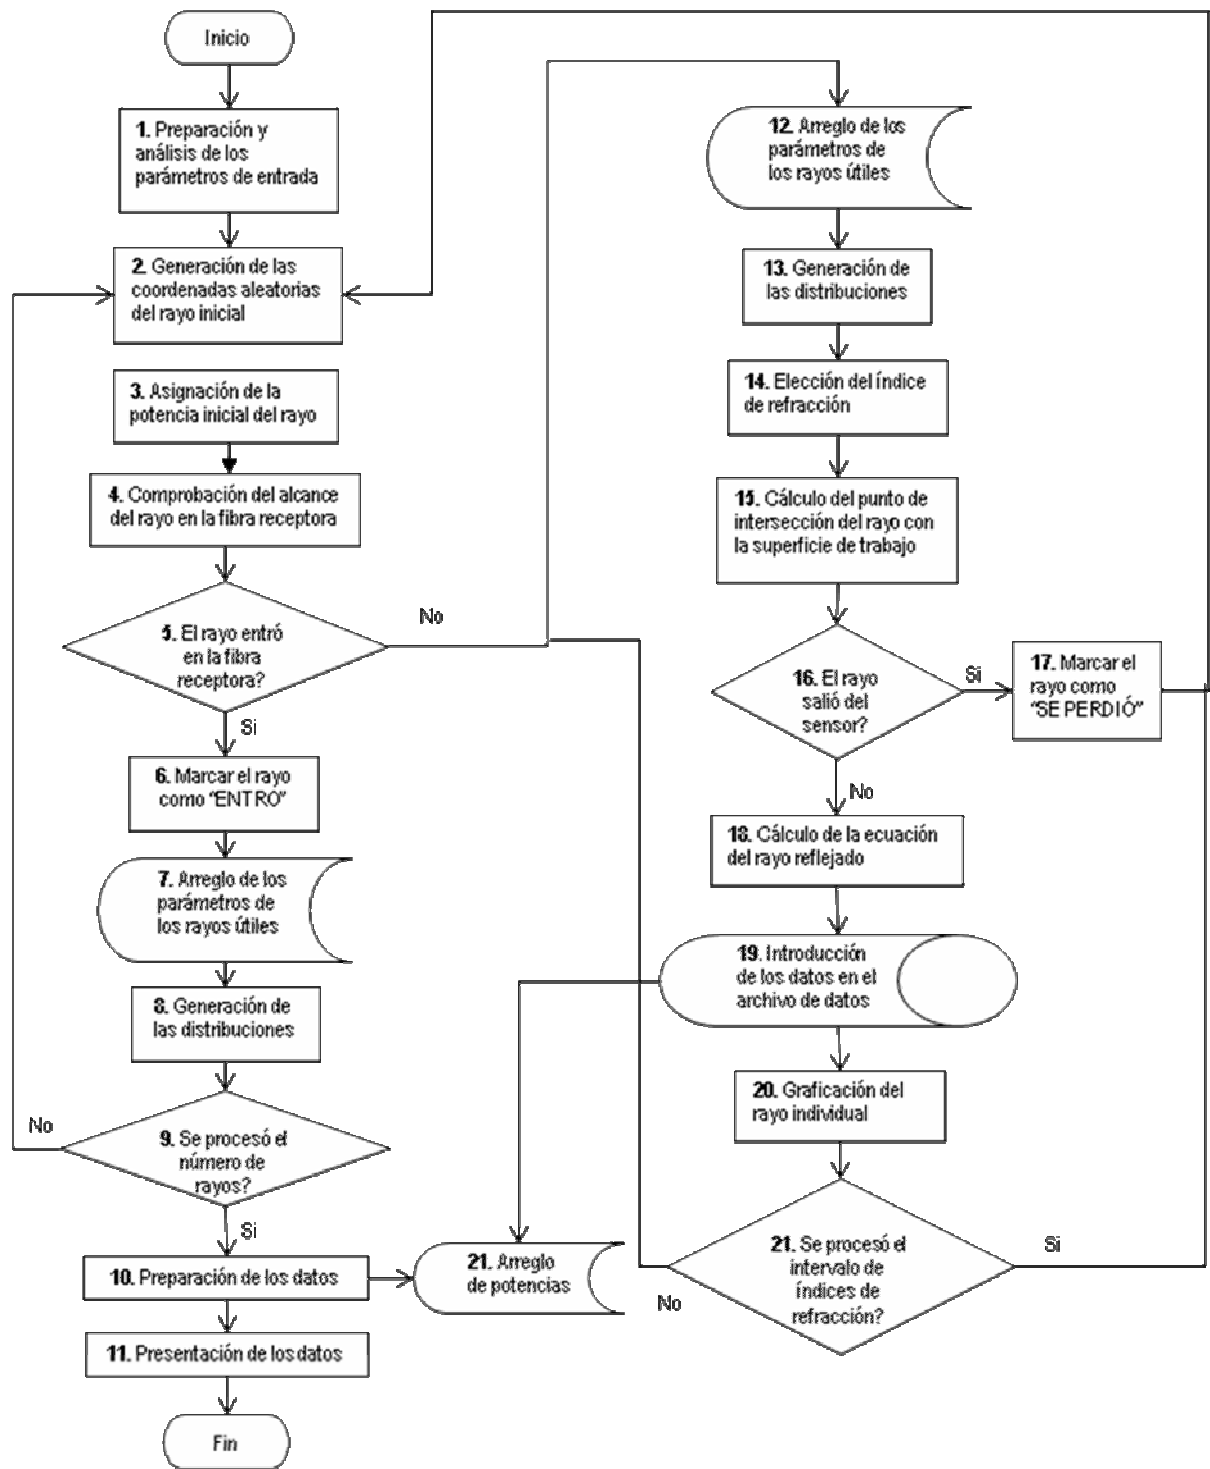 Inicio
1. Preparación y
análisis de los
parámetros de entrada
2. Generación de las
coordenadas aleatorias
del rayo inicial
3. Asignación de la
potencia inicial del rayo
4. Comprobación del alcance
del rayo en la fibra receptora
5. El rayo entró
en la fibra
receptora?
No
Si
6. Marcar el rayo
como "ENTRO"
7. Arreglo de los
parámetros de
los rayos útiles
8. Generación de
las distribuciones
9. Se procesó el
número de
rayos?
No
Si
10. Preparación de los datos
11. Presentación de los datos
Fin
12. Arreglo de los
parámetros de
los rayos útiles
13. Generación de
las distribuciones
14. Elección del índice
de refracción
15. Cálculo del punto de
intersección del rayo con
la superficie de trabajo
16. El rayo
salió del
sensor?
Si
17. Marcar el
rayo como
"SE PERDIÓ"
No
18. Cálculo de la ecuación
del rayo reflejado
19. Introducción
de los datos en el
archivo de datos
20. Graficación del
rayo individual
21. Se procesó el
intervalo de
índices de
refracción?
Si
No
21. Arreglo
de potencias